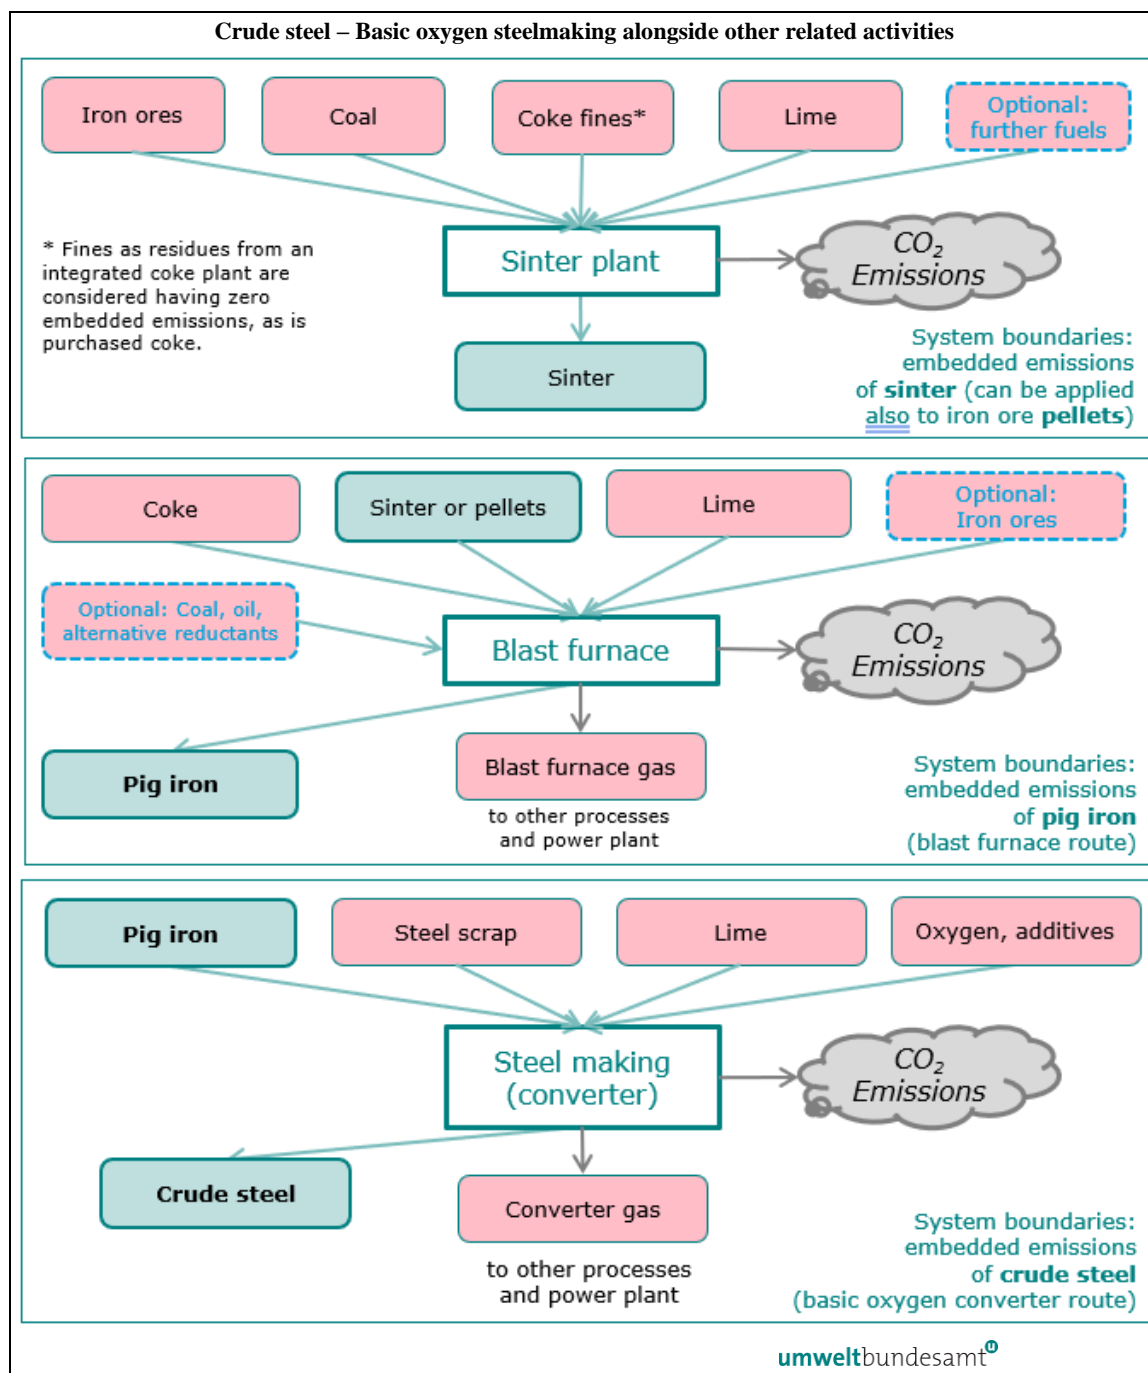 Crude steel – Basic oxygen steelmaking alongside other related activities
Iron ores
Coal
Coke fines*
Lime
Optional:
further fuels
* Fines as residues from an
integrated coke plant are
considered having zero
embedded emissions, as is
purchased coke.
Sinter plant
CO2
Emissions
Sinter
System boundaries:
embedded emissions
of sinter (can be applied
also to iron ore pellets)
Coke
Sinter or pellets
Lime
Optional:
Iron ores
Optional: Coal, oil,
alternative reductants
Blast furnace
CO2
Emissions
Pig iron
Blast furnace gas
to other processes
and power plant
System boundaries:
embedded emissions
of pig iron
(blast furnace route)
Pig iron
Steel scrap
Lime
Oxygen, additives
Steel making
(converter)
CO2
Emissions
Crude steel
Converter gas
to other processes
and power plant
System boundaries:
embedded emissions
of crude steel
(basic oxygen converter route)
umweltbundesamt u